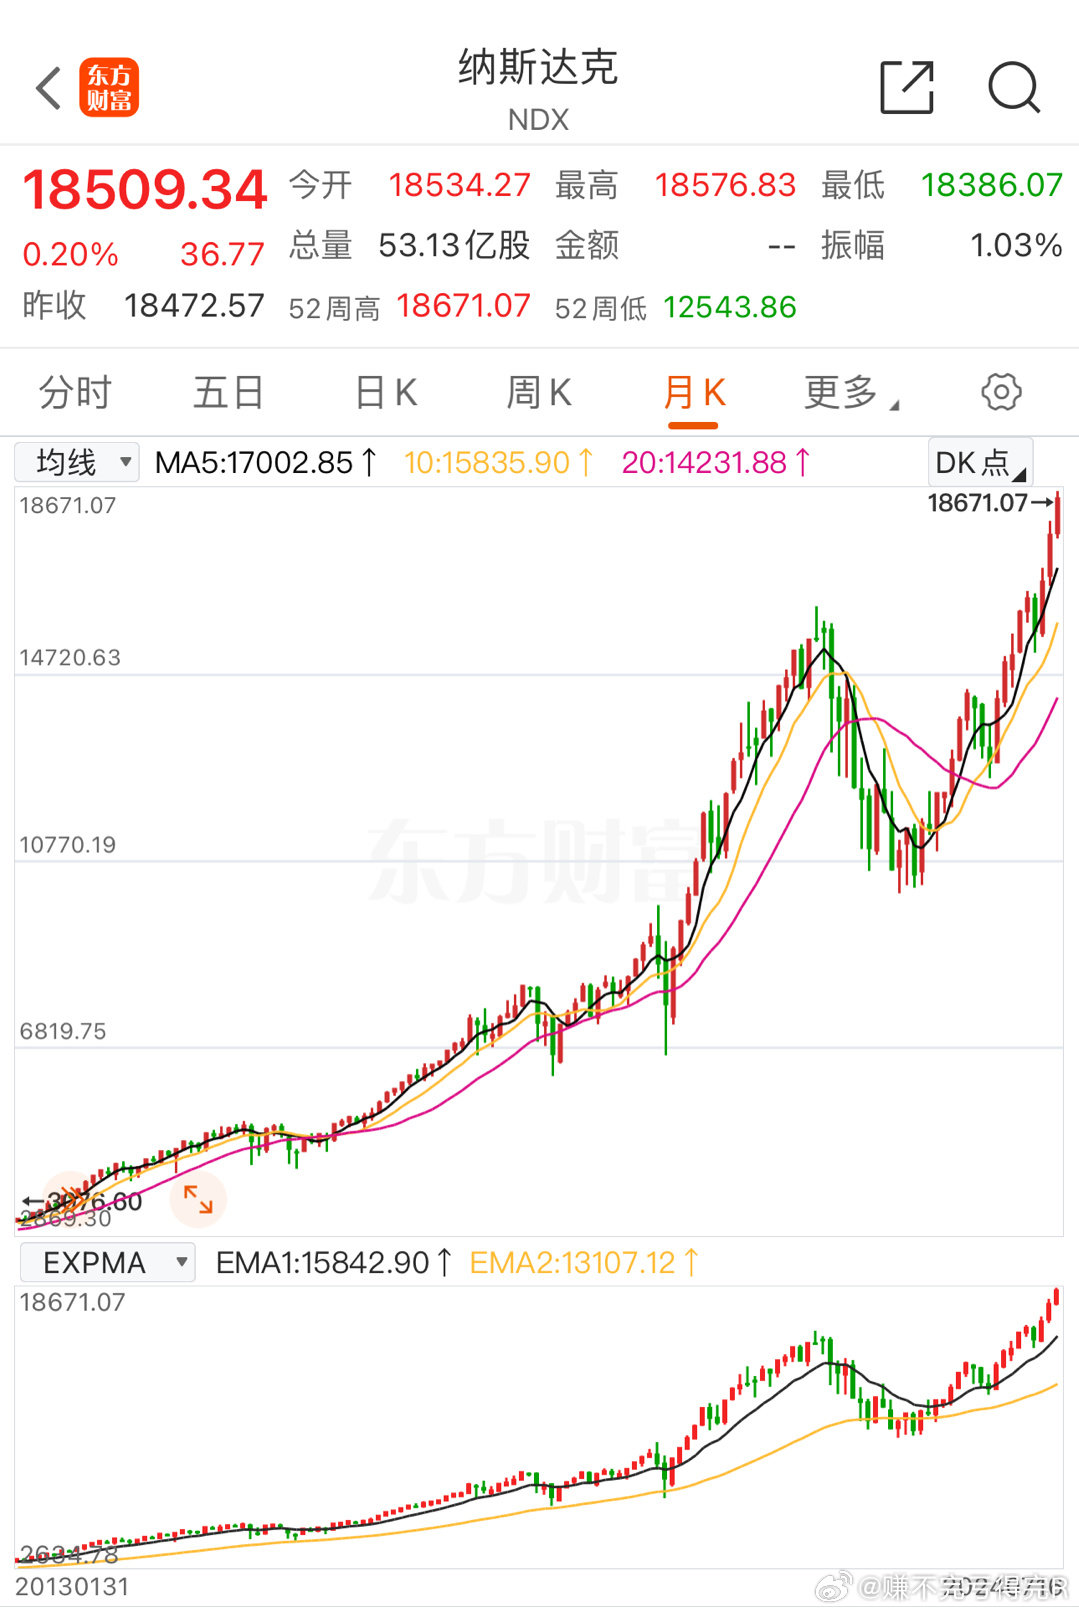 东方财富
纳斯达克
NDX
18509.34 今开 18534.27 最高 18576.83 最低 18386.07
0.20% 36.77 总量 53.13亿股 金额 -- 振幅 1.03%
昨收 18472.57 52周高 18671.07 52周低 12543.86
分时 五日 日K 周K 月K 更多
均线 MA5:17002.85↑ 10:15835.90↑ 20:14231.88↑ DK点
18671.07 18671.07→
14720.63
东方财富
10770.19
6819.75
←3076.60
2869.30
EXPMA EMA1:15842.90↑ EMA2:13107.12↑
18671.07
2634.78
20130131
@赚不完亏得完R